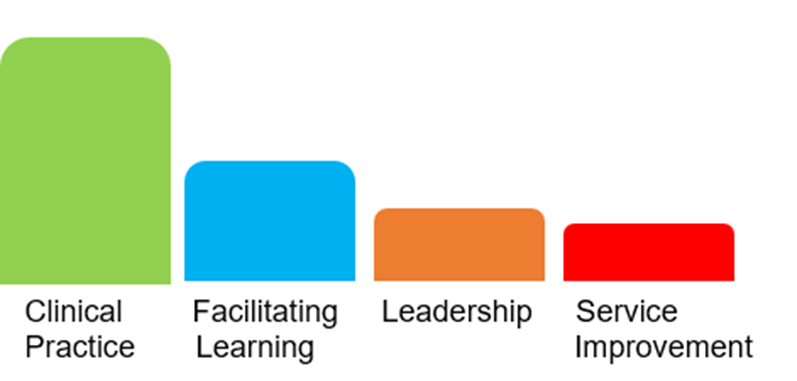 Clinical
Practice
Facilitating
Learning
Leadership
Service
Improvement